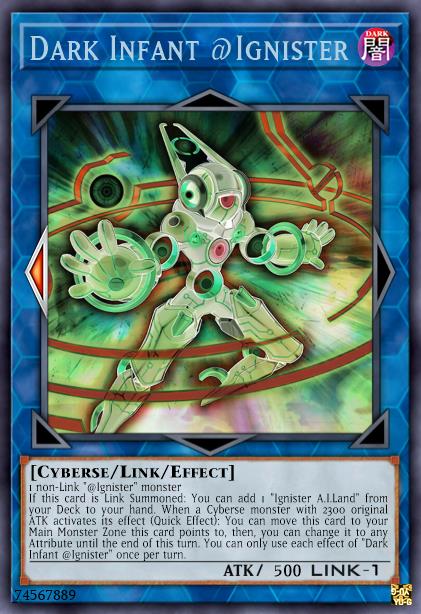 DARK INFANT @IGNISTER
DARK
闇
[CYBERSE/LINK/EFFECT]
1 non-Link "@Ignister" monster
If this card is Link Summoned: You can add 1 "Ignister A.I.Land" from
your Deck to your hand. When a Cyberse monster with 2300 original
ATK activates its effect (Quick Effect): You can move this card to your
Main Monster Zone this card points to, then, you can change it to any
Attribute until the end of this turn. You can only use each effect of "Dark
Infant @Ignister" once per turn.
ATK/ 500 LINK-1
74567889